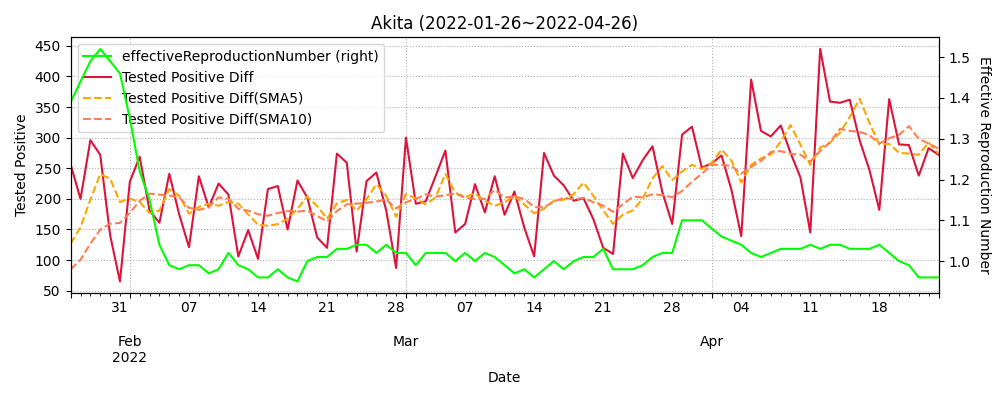 Akita (2022-01-26~2022-04-26)
effectiveReproductionNumber (right)
Tested Positive Diff
Tested Positive Diff(SMA5)
Tested Positive Diff(SMA10)
Tested Positive
450
400
350
300
250
200
150
100
50
Effective Reproduction Number
1.5
1.4
1.3
1.2
1.1
1.0
31 07 14 21 28 07 14 21 28 04 11 18
Feb Mar Apr
2022
Date